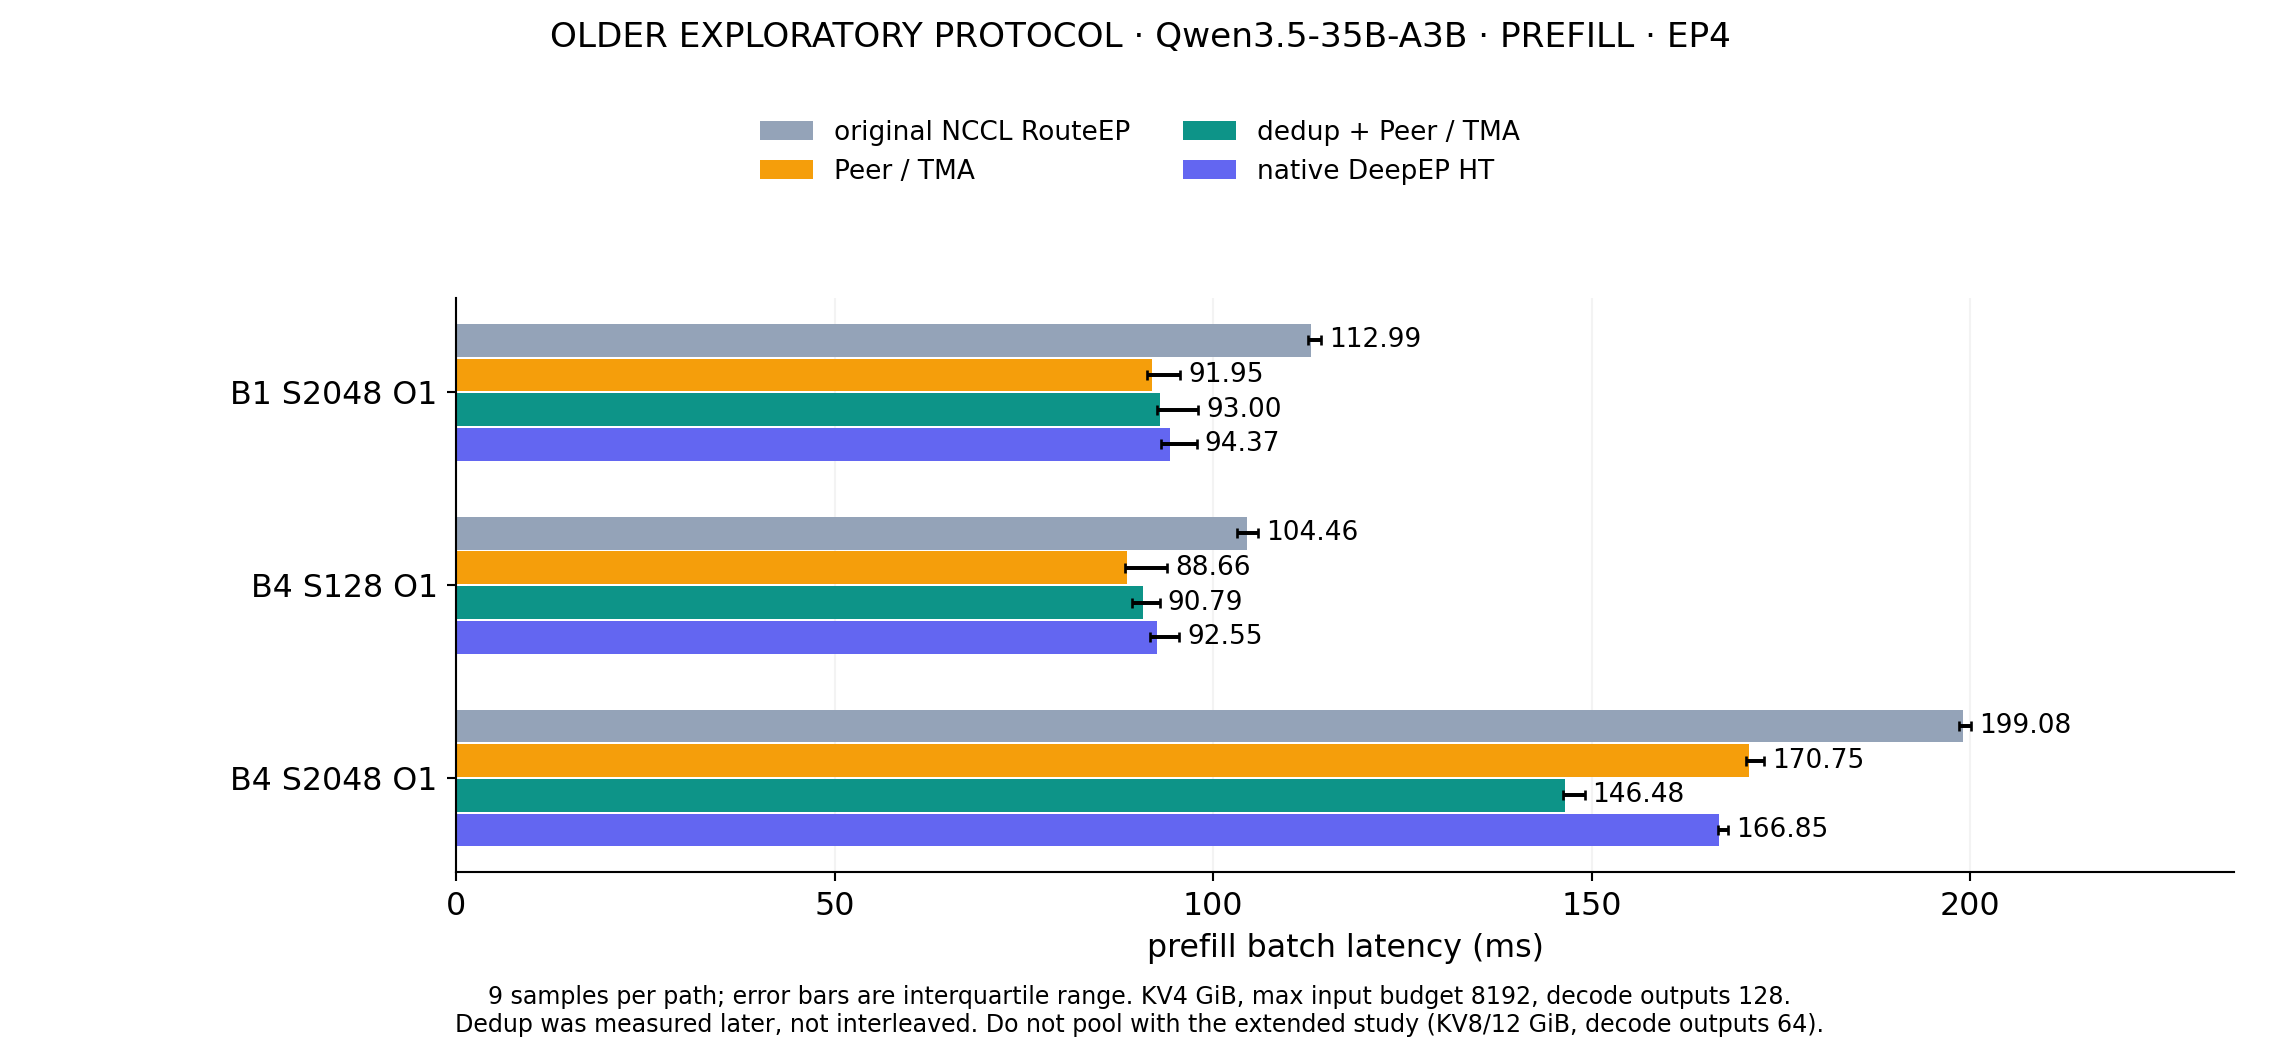 OLDER EXPLORATORY PROTOCOL · Qwen3.5-35B-A3B · PREFILL · EP4
original NCCL RouteEP
Peer / TMA
dedup + Peer / TMA
native DeepEP HT
B1 S2048 O1
112.99
91.95
93.00
94.37
B4 S128 O1
104.46
88.66
90.79
92.55
B4 S2048 O1
199.08
170.75
146.48
166.85
0 50 100 150 200
prefill batch latency (ms)
9 samples per path; error bars are interquartile range. KV4 GiB, max input budget 8192, decode outputs 128.
Dedup was measured later, not interleaved. Do not pool with the extended study (KV8/12 GiB, decode outputs 64).